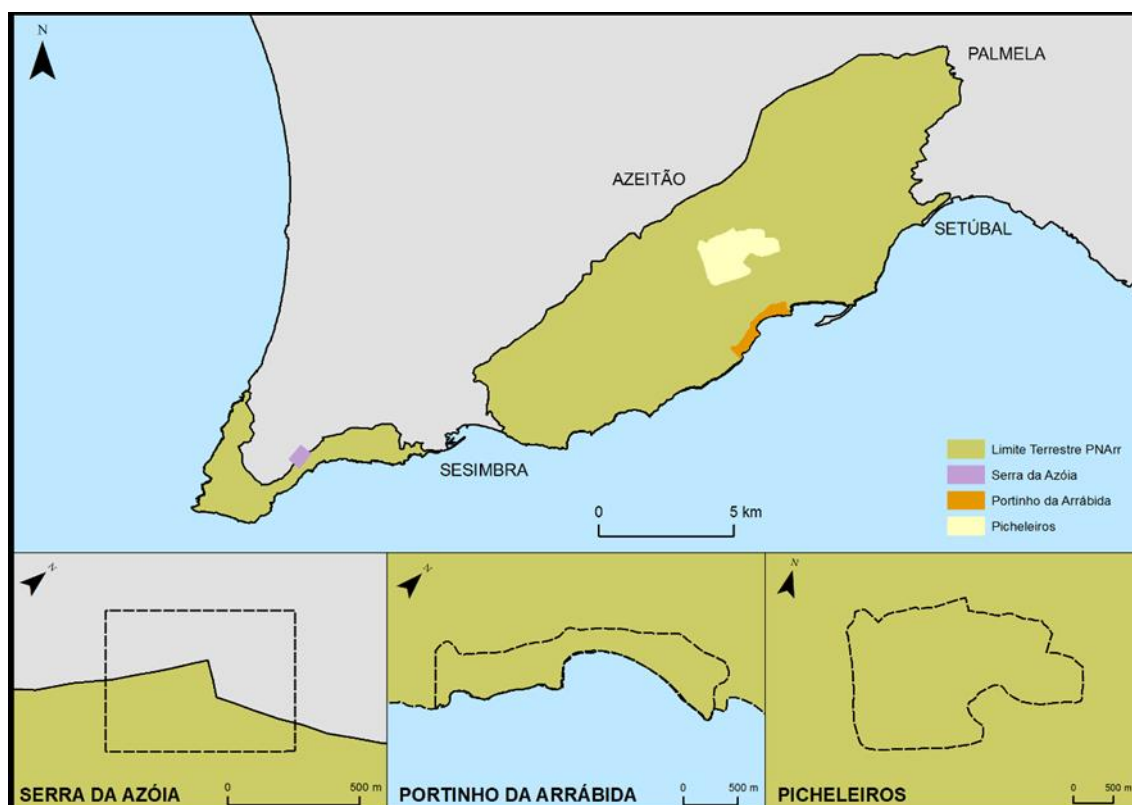 N
PALMELA
AZEITÃO
SETÚBAL
SESIMBRA
0 5 km
Limite Terrestre PNArr
Serra da Azóia
Portinho da Arrábida
Picheleiros
N
SERRA DA AZÓIA
0 500 m
N
PORTINHO DA ARRÁBIDA
0 500 m
N
PICHELEIROS
0 500 m